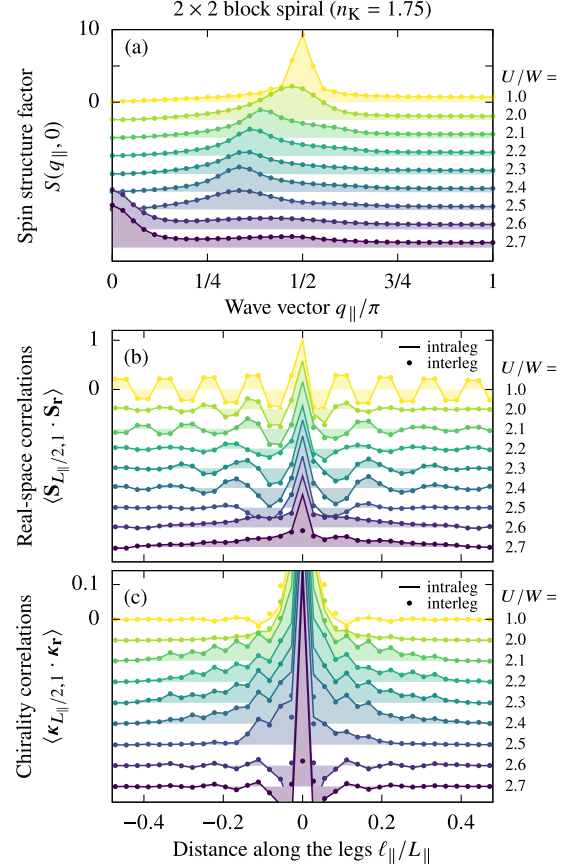 2 × 2 block spiral (n_K = 1.75)
(a)
Spin structure factor
S(q_∥, 0)
10
0
U/W =
1.0
2.0
2.1
2.2
2.3
2.4
2.5
2.6
2.7
0
1/4
1/2
3/4
1
Wave vector q_∥/π
(b)
Real-space correlations
⟨S_{L_∥/2,1} · S_r⟩
1
0
intraleg
interleg
U/W =
1.0
2.0
2.1
2.2
2.3
2.4
2.5
2.6
2.7
(c)
Chirality correlations
⟨κ_{L_∥/2,1} · κ_r⟩
0.1
0
intraleg
interleg
U/W =
1.0
2.0
2.1
2.2
2.3
2.4
2.5
2.6
2.7
−0.4
−0.2
0
0.2
0.4
Distance along the legs ℓ_∥/L_∥